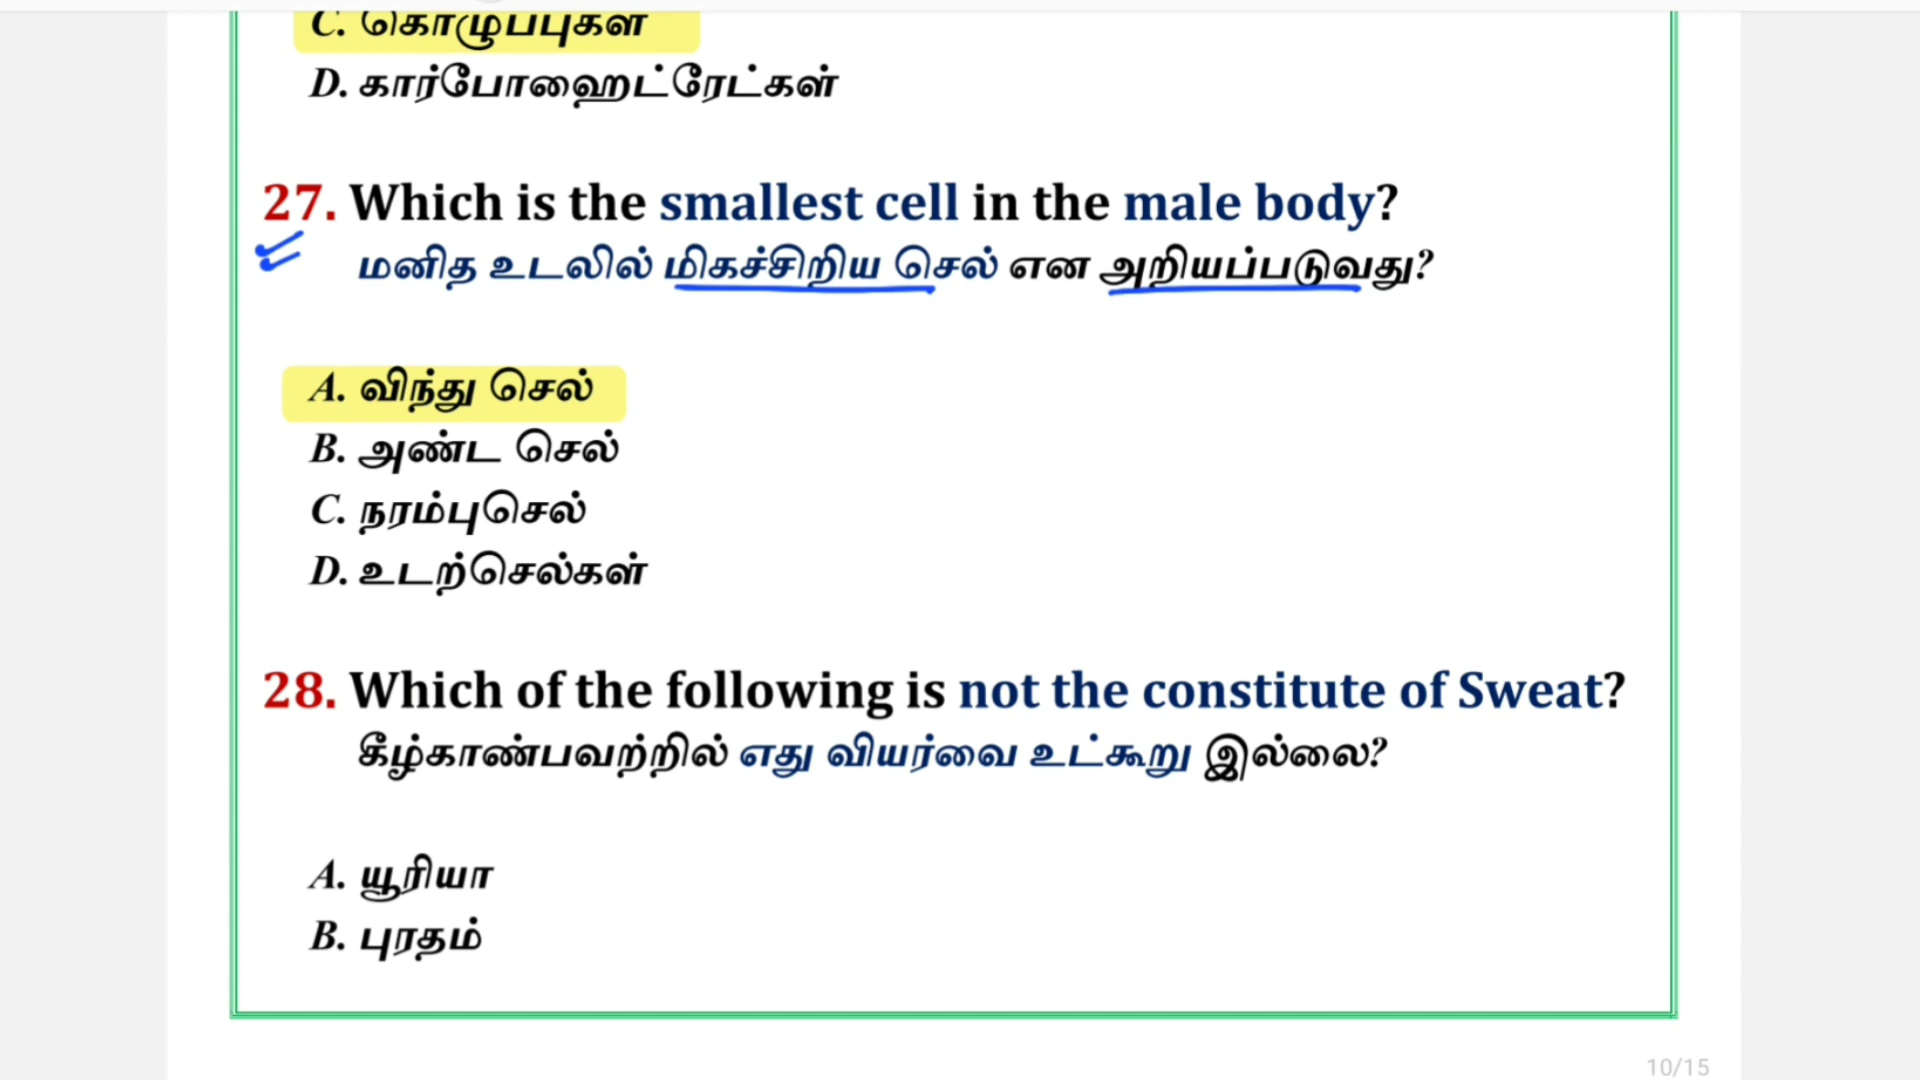 C. கொழுப்புகள்
D. கார்போஹைட்ரேட்கள்
27. Which is the smallest cell in the male body?
மனித உடலில் மிகச்சிறிய செல் என அறியப்படுவது?
A. விந்து செல்
B. அண்ட செல்
C. நரம்புசெல்
D. உடற்செல்கள்
28. Which of the following is not the constitute of Sweat?
கீழ்காண்பவற்றில் எது வியர்வை உட்கூறு இல்லை?
A. யூரியா
B. புரதம்
10/15